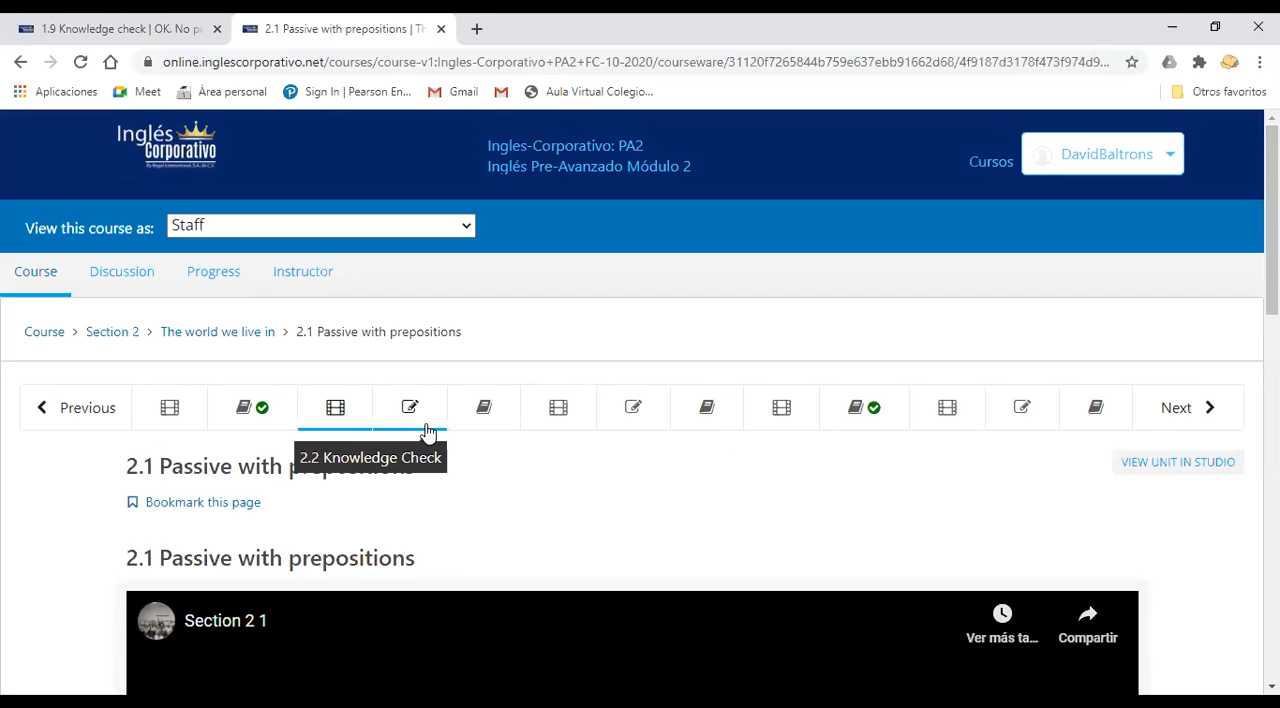 1.9 Knowledge check | OK. No p
2.1 Passive with prepositions | Th
online.inglescorporativo.net/courses/course-v1:Ingles-Corporativo+PA2+FC-10-2020/courseware/31120f7265844b759e637ebb91662d68/4f9187d3178f473f974d9...
Aplicaciones Meet Área personal Sign In | Pearson En... Gmail Aula Virtual Colegio... Otros favoritos
Inglés
Corporativo
Ingles-Corporativo: PA2
Inglés Pre-Avanzado Módulo 2
Cursos
DavidBaltrons
View this course as: Staff
Course Discussion Progress Instructor
Course > Section 2 > The world we live in > 2.1 Passive with prepositions
Previous Next
2.2 Knowledge Check
2.1 Passive with prepositions
VIEW UNIT IN STUDIO
Bookmark this page
2.1 Passive with prepositions
Section 2 1
Ver más ta... Compartir